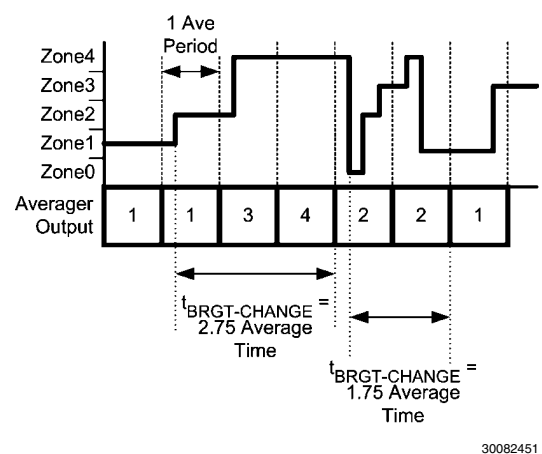 1 Ave
Period
Zone4
Zone3
Zone2
Zone1
Zone0
Averager
Output
1 1 3 4 2 2 1
tBRGT-CHANGE =
2.75 Average
Time
tBRGT-CHANGE =
1.75 Average
Time
30082451